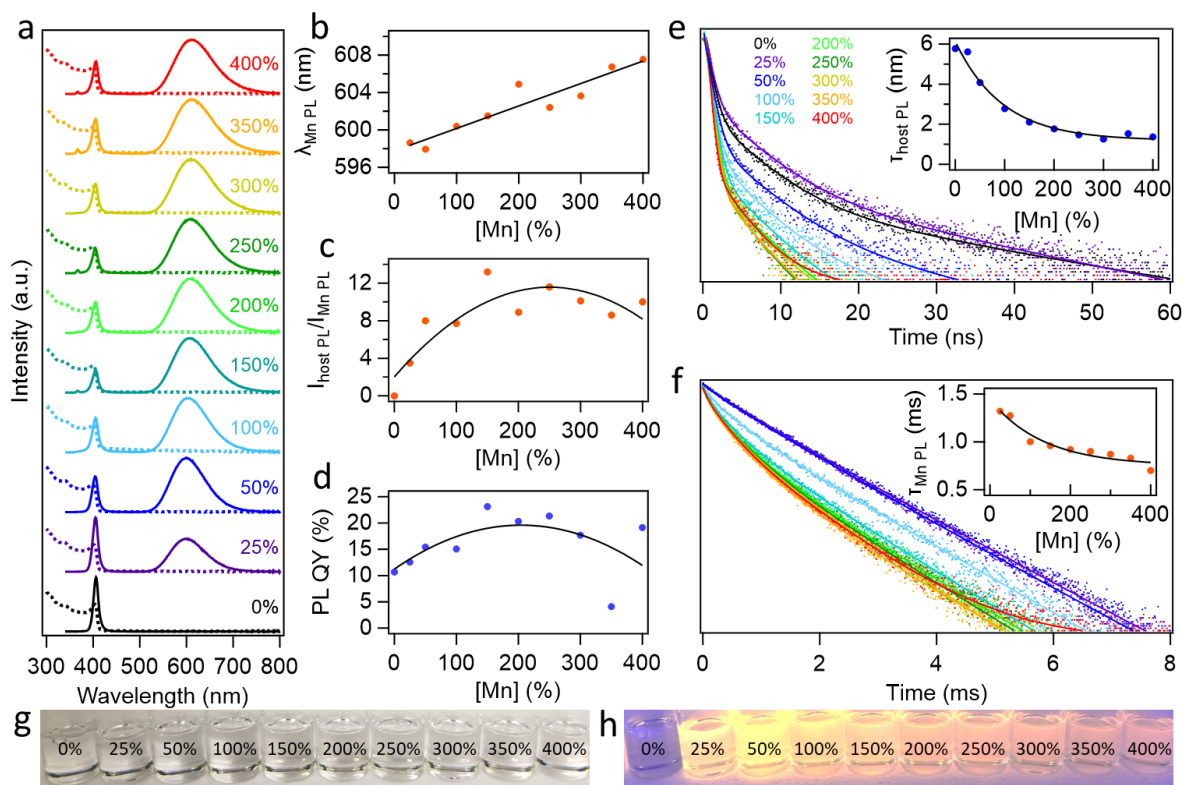 a
400%
350%
300%
250%
200%
150%
100%
50%
25%
0%
Intensity (a.u.)
300 400 500 600 700 800
Wavelength (nm)
b
608
604
600
596
λMn PL (nm)
0 100 200 300 400
[Mn] (%)
c
12
8
4
0
Ihost PL/IMn PL
0 100 200 300 400
[Mn] (%)
d
25
20
15
10
5
0
PL QY (%)
0 100 200 300 400
[Mn] (%)
e
0% 200%
25% 250%
50% 300%
100% 350%
150% 400%
6
4
2
0
τhost PL (nm)
0 100 200 300 400
[Mn] (%)
0 10 20 30 40 50 60
Time (ns)
f
1.5
1.0
0.5
τMn PL (ms)
0 200 400
[Mn] (%)
0 2 4 6 8
Time (ms)
g
0% 25% 50% 100% 150% 200% 250% 300% 350% 400%
h
0% 25% 50% 100% 150% 200% 250% 300% 350% 400%